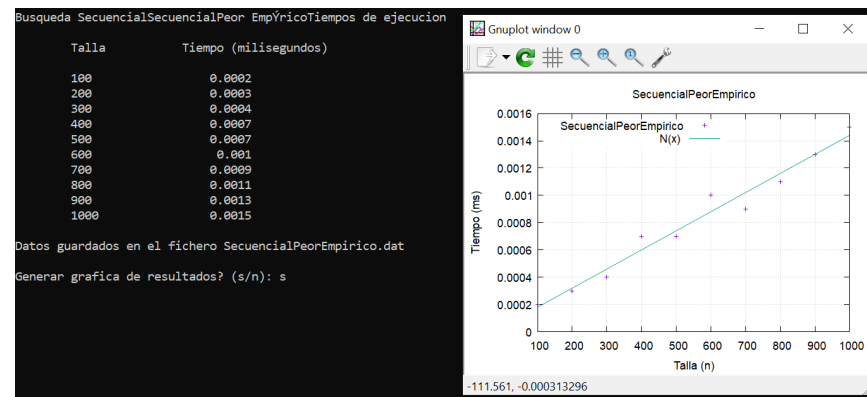 Busqueda SecuencialSecuencialPeor EmpÝricoTiempos de ejecucion
Talla Tiempo (milisegundos)
100 0.0002
200 0.0003
300 0.0004
400 0.0007
500 0.0007
600 0.001
700 0.0009
800 0.0011
900 0.0013
1000 0.0015
Datos guardados en el fichero SecuencialPeorEmpirico.dat
Generar grafica de resultados? (s/n): s
Gnuplot window 0
SecuencialPeorEmpirico
0.0016
0.0014
0.0012
0.001
0.0008
0.0006
0.0004
0.0002
0
Tiempo (ms)
SecuencialPeorEmpirico
N(x)
100 200 300 400 500 600 700 800 900 1000
Talla (n)
-111.561, -0.000313296